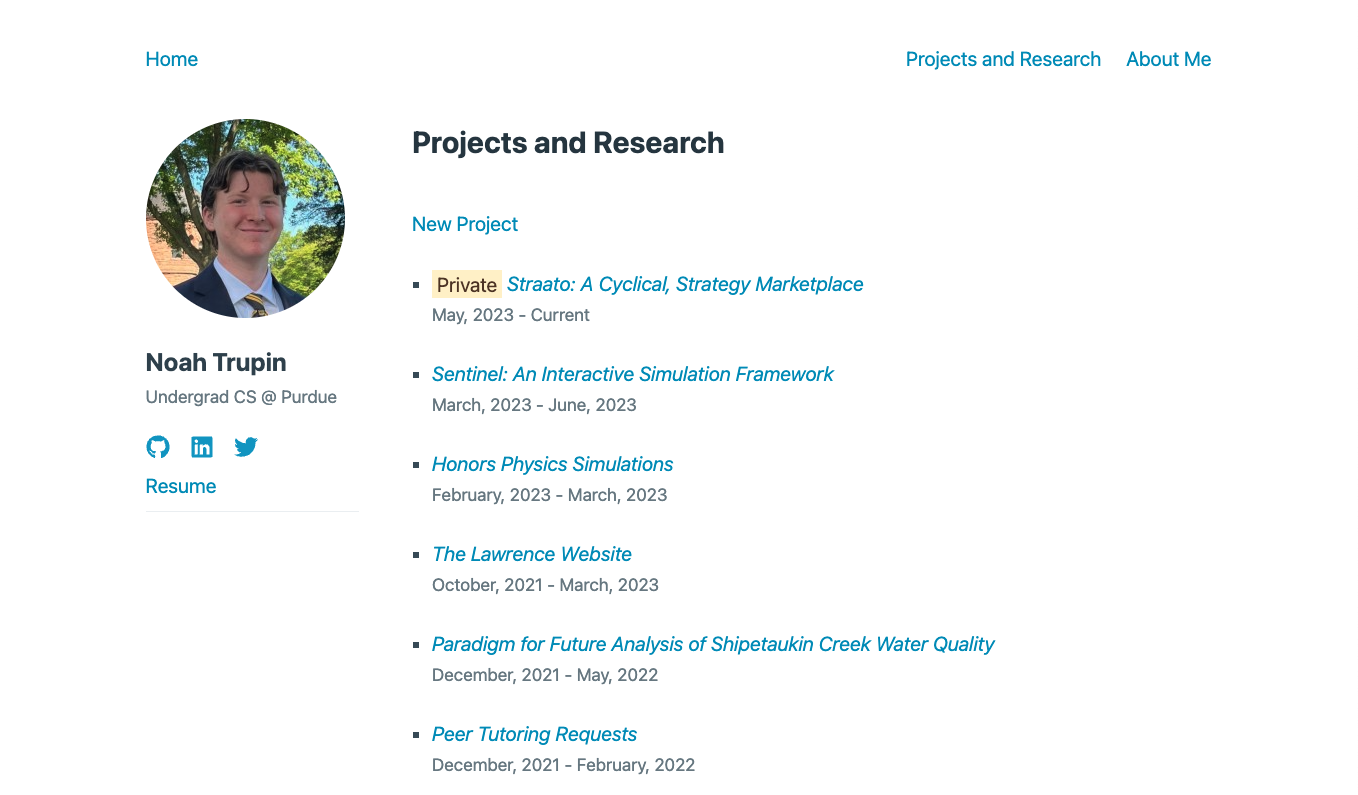 Home
Projects and Research
About Me
Projects and Research
Noah Trupin
Undergrad CS @ Purdue
Resume
New Project
Private Straato: A Cyclical, Strategy Marketplace
May, 2023 - Current
Sentinel: An Interactive Simulation Framework
March, 2023 - June, 2023
Honors Physics Simulations
February, 2023 - March, 2023
The Lawrence Website
October, 2021 - March, 2023
Paradigm for Future Analysis of Shipetaukin Creek Water Quality
December, 2021 - May, 2022
Peer Tutoring Requests
December, 2021 - February, 2022